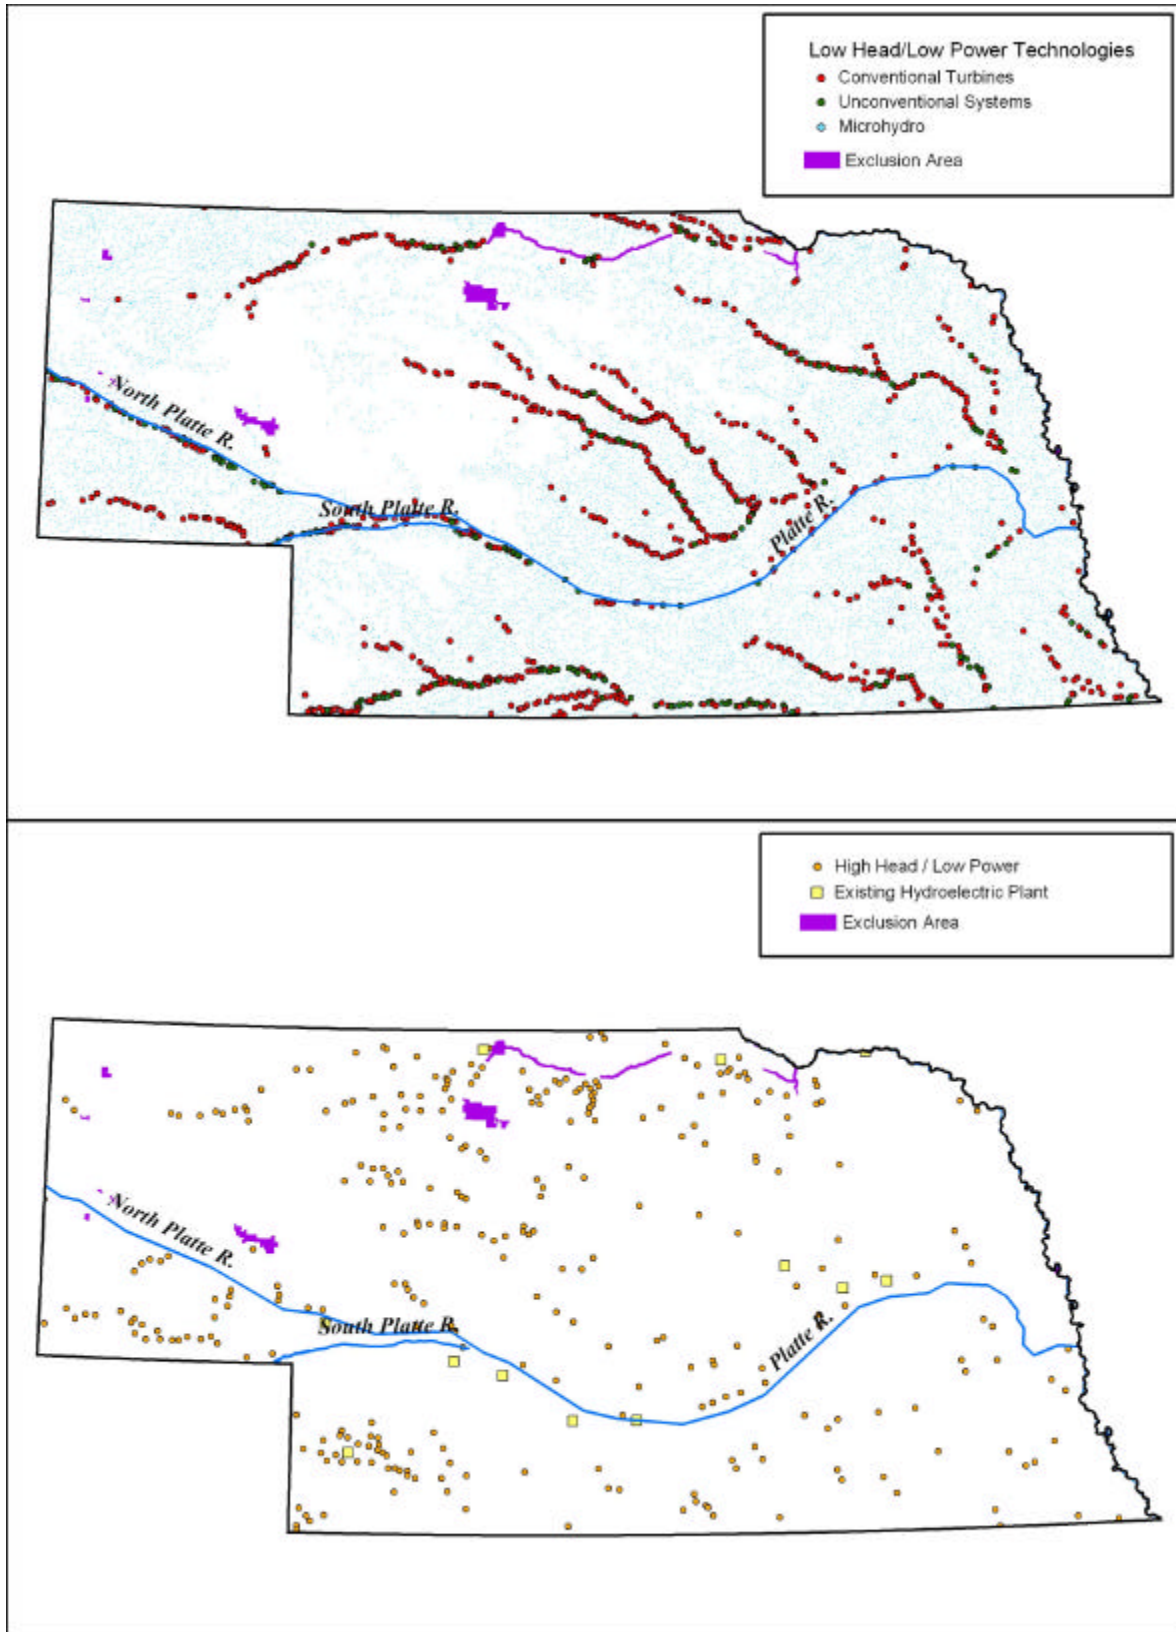 Low Head/Low Power Technologies
Conventional Turbines
Unconventional Systems
Microhydro
Exclusion Area
North Platte R.
South Platte R.
Platte R.
High Head / Low Power
Existing Hydroelectric Plant
Exclusion Area
North Platte R.
South Platte R.
Platte R.